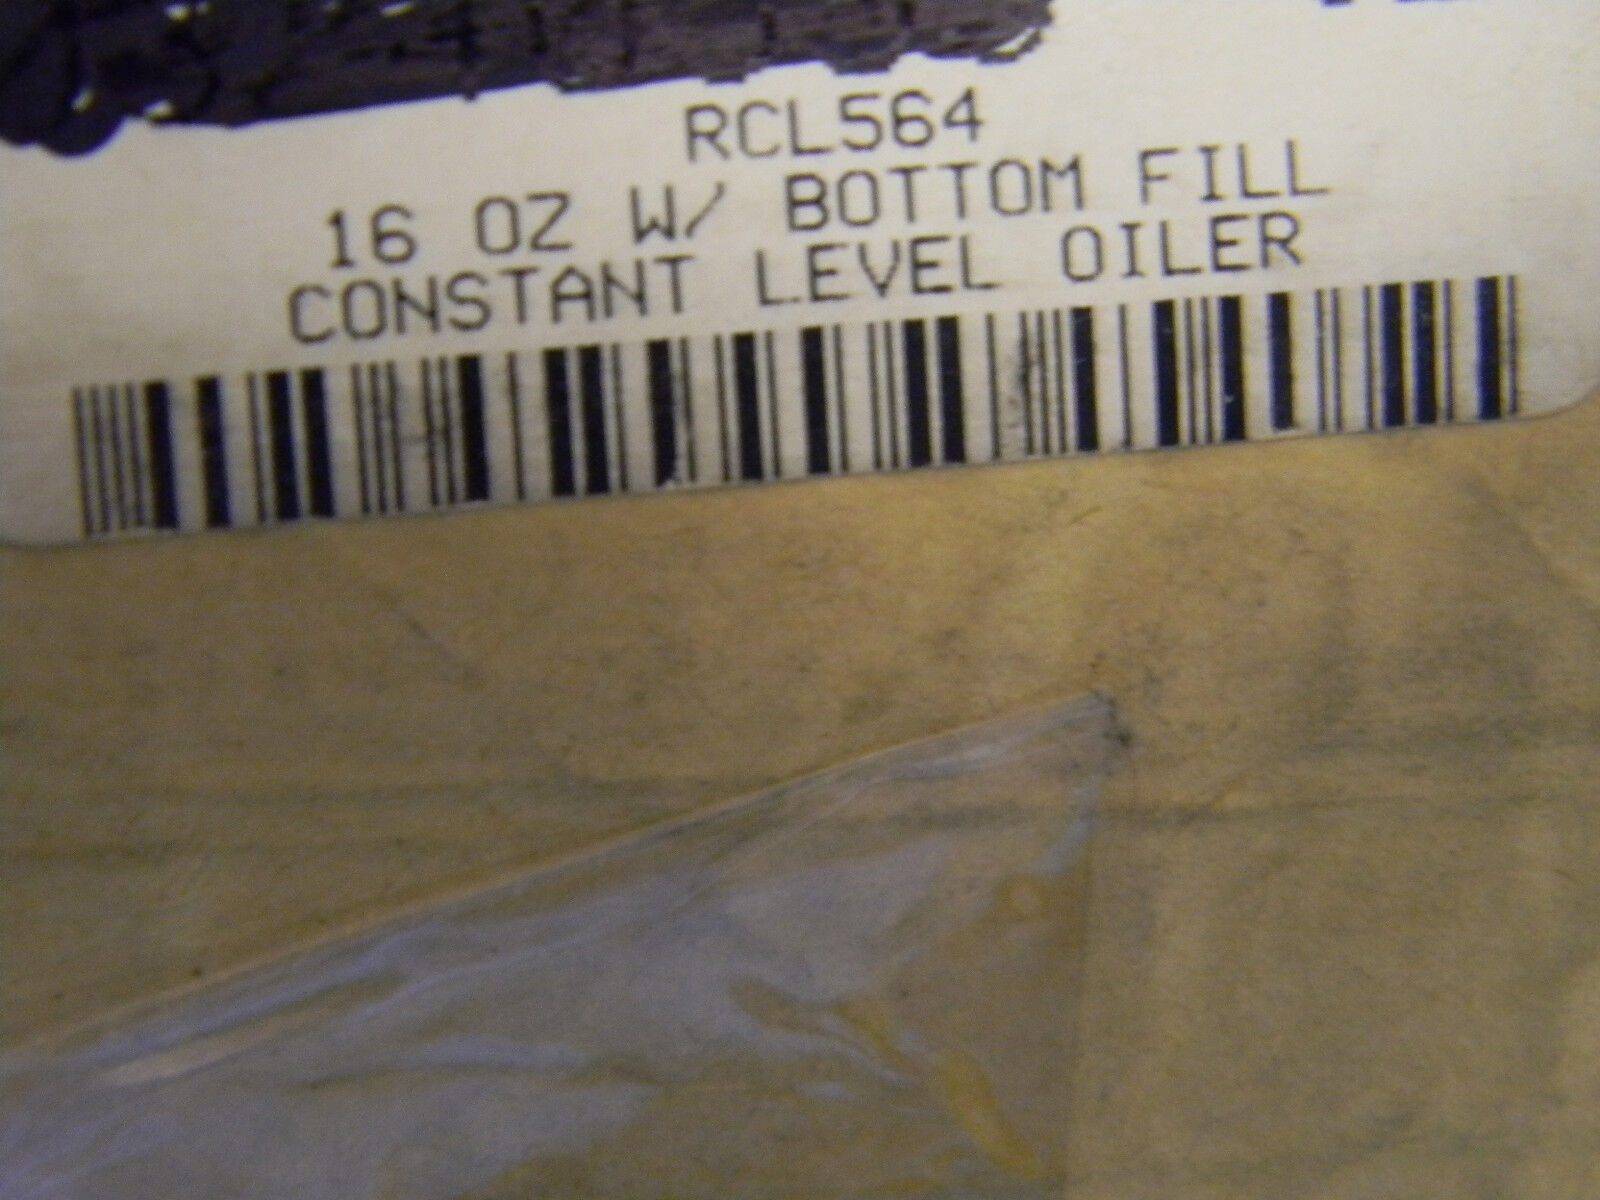 RCL564
16 OZ W/ BOTTOM FILL
CONSTANT LEVEL OILER